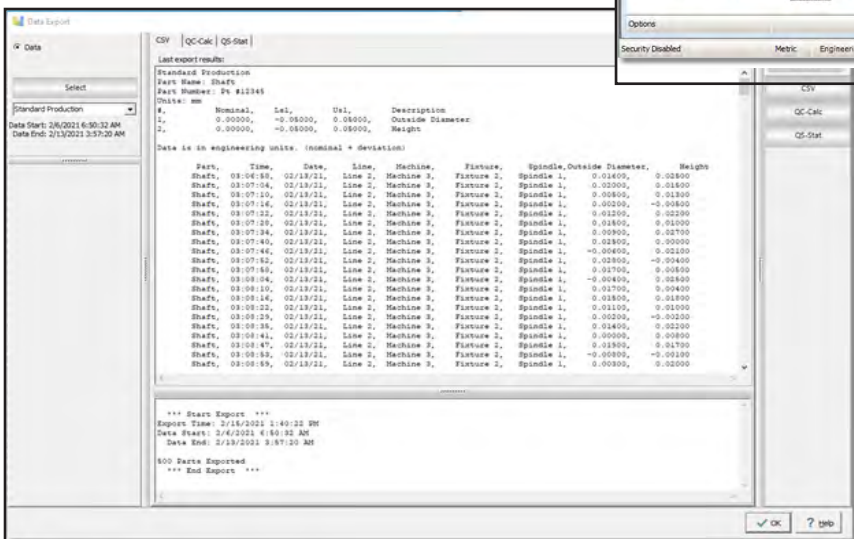 Data Export
Options
Security Disabled Metric Engineeri
Data
Select
Standard Production
Data Start: 2/6/2021 6:50:32 AM
Data End: 2/13/2021 3:57:20 AM
CSV QC-Calc QS-Stat
Last export results:
Standard Production
Part Name: Shaft
Part Number: Pt #12345
Units: mm
#, Nominal, Lsl, Usl, Description
1, 0.00000, -0.05000, 0.05000, Outside Diameter
2, 0.00000, -0.05000, 0.05000, Height
Data is in engineering units. (nominal + deviation)
Part, Time, Date, Line, Machine, Fixture, Spindle,Outside Diameter, Height
Shaft, 03:06:58, 02/13/21, Line 2, Machine 3, Fixture 2, Spindle 1, 0.01600, 0.02500
Shaft, 03:07:04, 02/13/21, Line 2, Machine 3, Fixture 2, Spindle 1, 0.02000, 0.01500
Shaft, 03:07:10, 02/13/21, Line 2, Machine 3, Fixture 2, Spindle 1, 0.00500, 0.01300
Shaft, 03:07:16, 02/13/21, Line 2, Machine 3, Fixture 2, Spindle 1, 0.00200, -0.00500
Shaft, 03:07:22, 02/13/21, Line 2, Machine 3, Fixture 2, Spindle 1, 0.01200, 0.02200
Shaft, 03:07:28, 02/13/21, Line 2, Machine 3, Fixture 2, Spindle 1, 0.01500, 0.01000
Shaft, 03:07:34, 02/13/21, Line 2, Machine 3, Fixture 2, Spindle 1, 0.00900, 0.02700
Shaft, 03:07:40, 02/13/21, Line 2, Machine 3, Fixture 2, Spindle 1, 0.02500, 0.00000
Shaft, 03:07:46, 02/13/21, Line 2, Machine 3, Fixture 2, Spindle 1, -0.00600, 0.02100
Shaft, 03:07:52, 02/13/21, Line 2, Machine 3, Fixture 2, Spindle 1, 0.02800, -0.00400
Shaft, 03:07:58, 02/13/21, Line 2, Machine 3, Fixture 2, Spindle 1, 0.01700, 0.00500
Shaft, 03:08:04, 02/13/21, Line 2, Machine 3, Fixture 2, Spindle 1, -0.00400, 0.02500
Shaft, 03:08:10, 02/13/21, Line 2, Machine 3, Fixture 2, Spindle 1, 0.01700, 0.00400
Shaft, 03:08:16, 02/13/21, Line 2, Machine 3, Fixture 2, Spindle 1, 0.01500, 0.01800
Shaft, 03:08:22, 02/13/21, Line 2, Machine 3, Fixture 2, Spindle 1, 0.01100, 0.01000
Shaft, 03:08:29, 02/13/21, Line 2, Machine 3, Fixture 2, Spindle 1, 0.00200, -0.00200
Shaft, 03:08:35, 02/13/21, Line 2, Machine 3, Fixture 2, Spindle 1, 0.01600, 0.02200
Shaft, 03:08:41, 02/13/21, Line 2, Machine 3, Fixture 2, Spindle 1, 0.00000, 0.00800
Shaft, 03:08:47, 02/13/21, Line 2, Machine 3, Fixture 2, Spindle 1, 0.01900, 0.01700
Shaft, 03:08:53, 02/13/21, Line 2, Machine 3, Fixture 2, Spindle 1, -0.00300, -0.00100
Shaft, 03:08:59, 02/13/21, Line 2, Machine 3, Fixture 2, Spindle 1, 0.00300, 0.02000
CSV
QC-Calc
QS-Stat
*** Start Export ***
Export Time: 2/15/2021 1:40:22 PM
Data Start: 2/6/2021 6:50:32 AM
Data End: 2/13/2021 3:57:20 AM
500 Parts Exported
*** End Export ***
OK ? Help